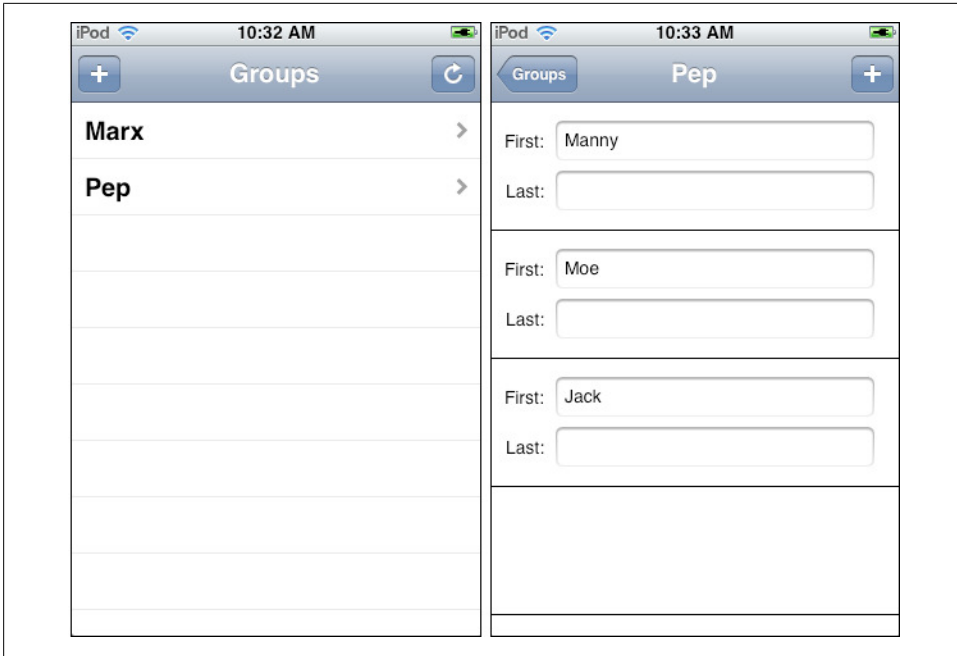 iPod 10:32 AM
+ Groups
Marx
Pep
iPod 10:33 AM
Groups Pep +
First: Manny
Last:
First: Moe
Last:
First: Jack
Last: